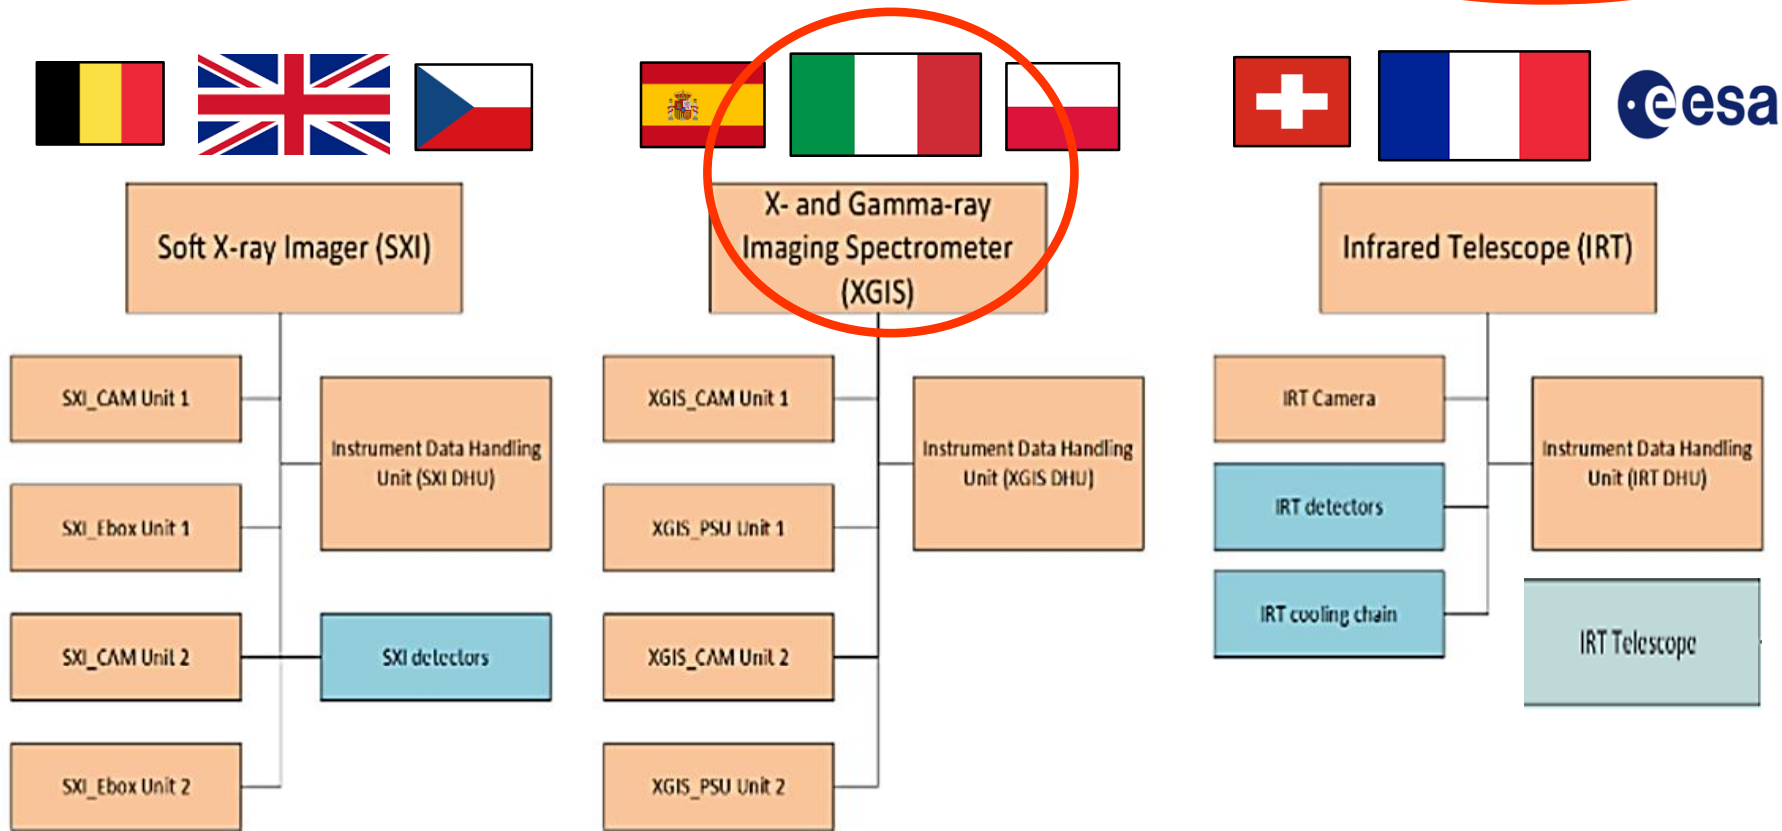 esa
Soft X-ray Imager (SXI)
SXI_CAM Unit 1
SXI_Ebox Unit 1
SXI_CAM Unit 2
SXI_Ebox Unit 2
Instrument Data Handling
Unit (SXI DHU)
SXI detectors
X- and Gamma-ray
Imaging Spectrometer
(XGIS)
XGIS_CAM Unit 1
XGIS_PSU Unit 1
XGIS_CAM Unit 2
XGIS_PSU Unit 2
Instrument Data Handling
Unit (XGIS DHU)
Infrared Telescope (IRT)
IRT Camera
IRT detectors
IRT cooling chain
Instrument Data Handling
Unit (IRT DHU)
IRT Telescope